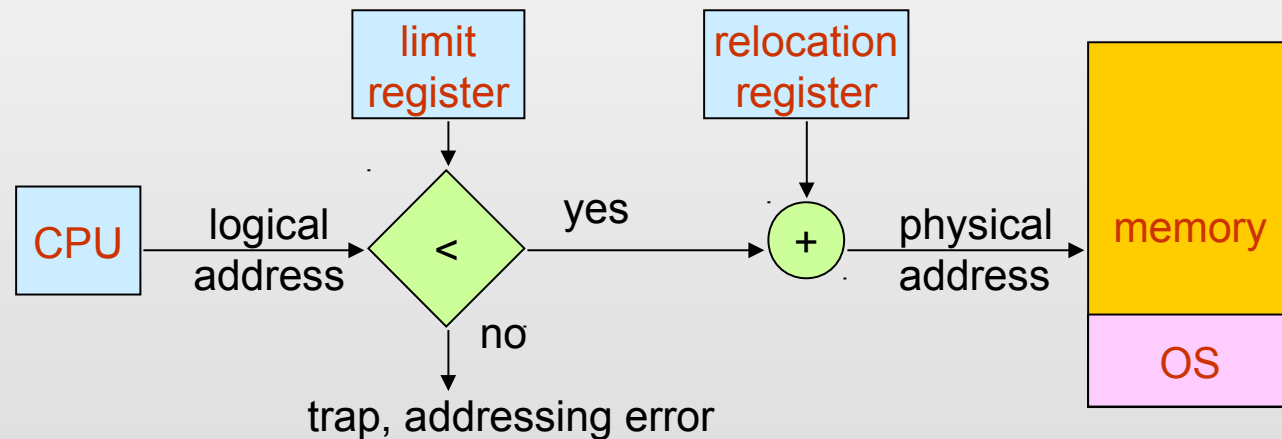 limit
register
relocation
register
CPU
logical
address
<
yes
+
physical
address
memory
no
OS
trap, addressing error